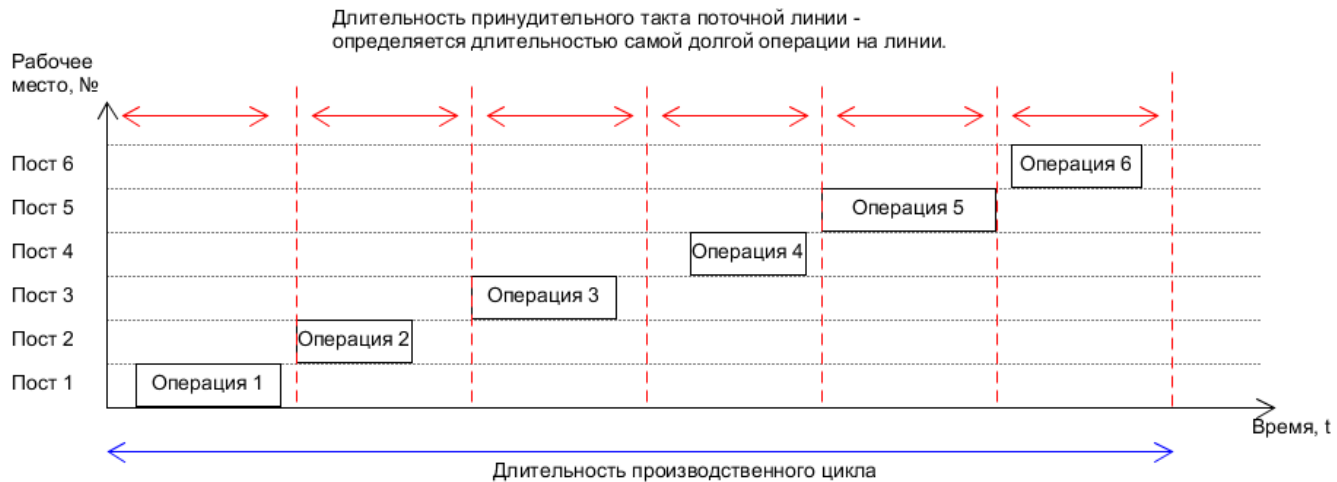 Длительность принудительного такта поточной линии -
определяется длительностью самой долгой операции на линии.
Рабочее
место, №
Пост 6
Операция 6
Пост 5
Операция 5
Пост 4
Операция 4
Пост 3
Операция 3
Пост 2
Операция 2
Пост 1
Операция 1
Время, t
Длительность производственного цикла